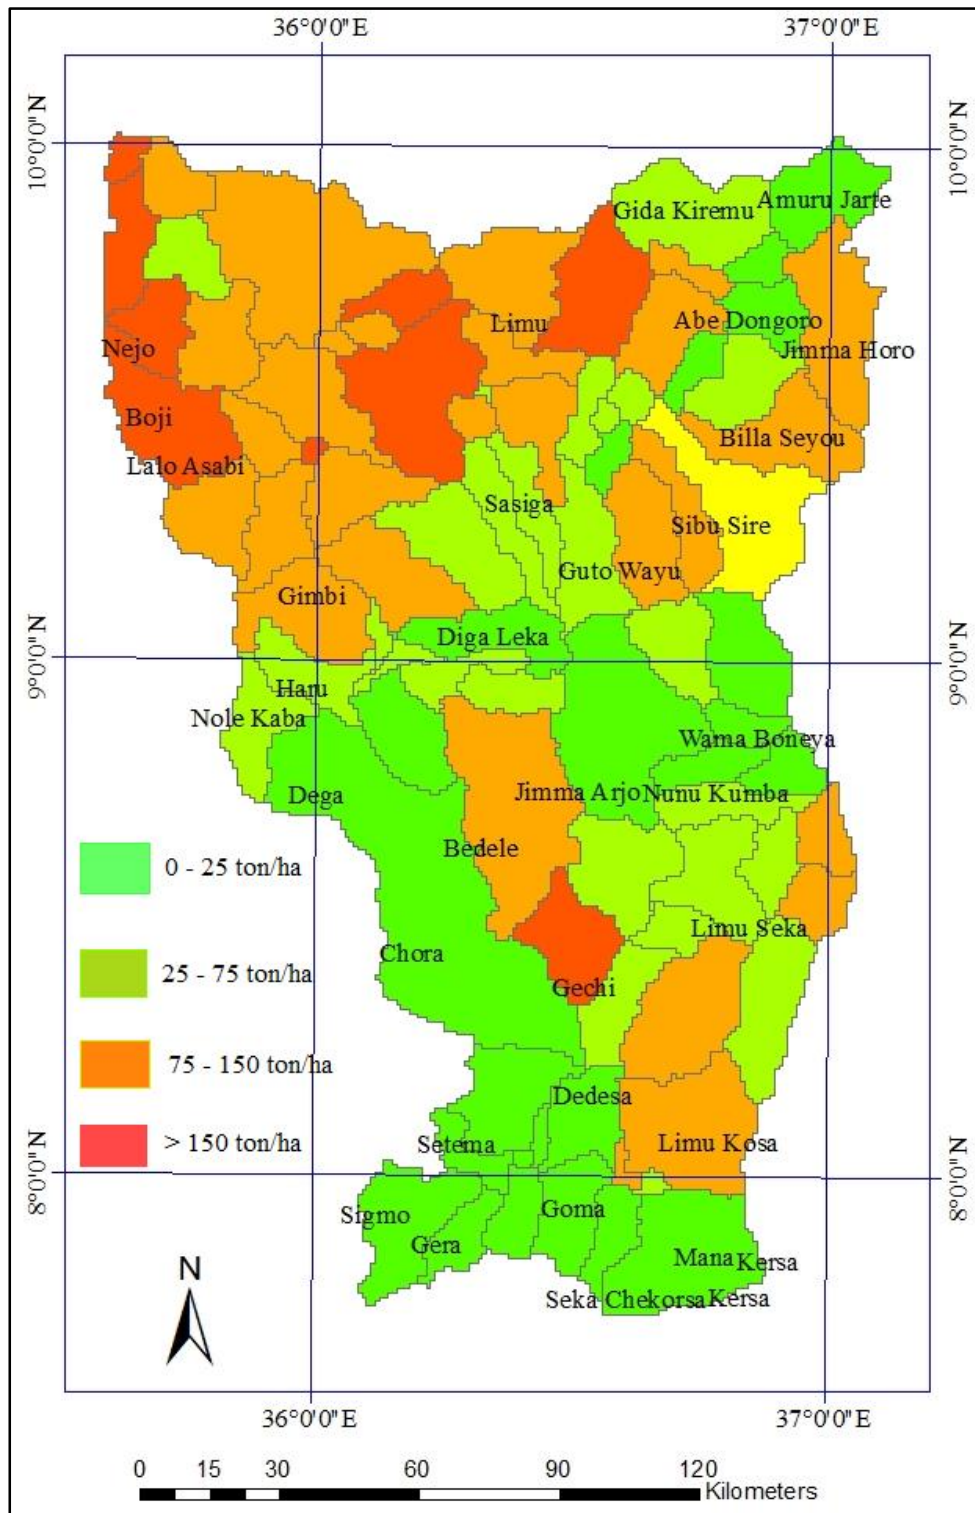 36°0'0"E
37°0'0"E
10°0'0"N
10°0'0"N
Gida Kiremu
Amuru Jarte
Limu
Abe Dongoro
Nejo
Jimma Horo
Boji
Billa Seyou
Lalo Asabi
Sasiga
Sibu Sire
Guto Wayu
Gimbi
Diga Leka
9°0'0"N
9°0'0"N
Haru
Nole Kaba
Wama Boneya
Dega
Jimma Arjo
Nunu Kumba
Bedele
0 - 25 ton/ha
Limu Seka
Chora
25 - 75 ton/ha
Gechi
75 - 150 ton/ha
Dedesa
> 150 ton/ha
Setema
Limu Kosa
8°0'0"N
8°0'0"N
Sigmo
Goma
Gera
Mana
Kersa
N
Seka Chekorsa
Kersa
36°0'0"E
37°0'0"E
0 15 30 60 90 120
Kilometers